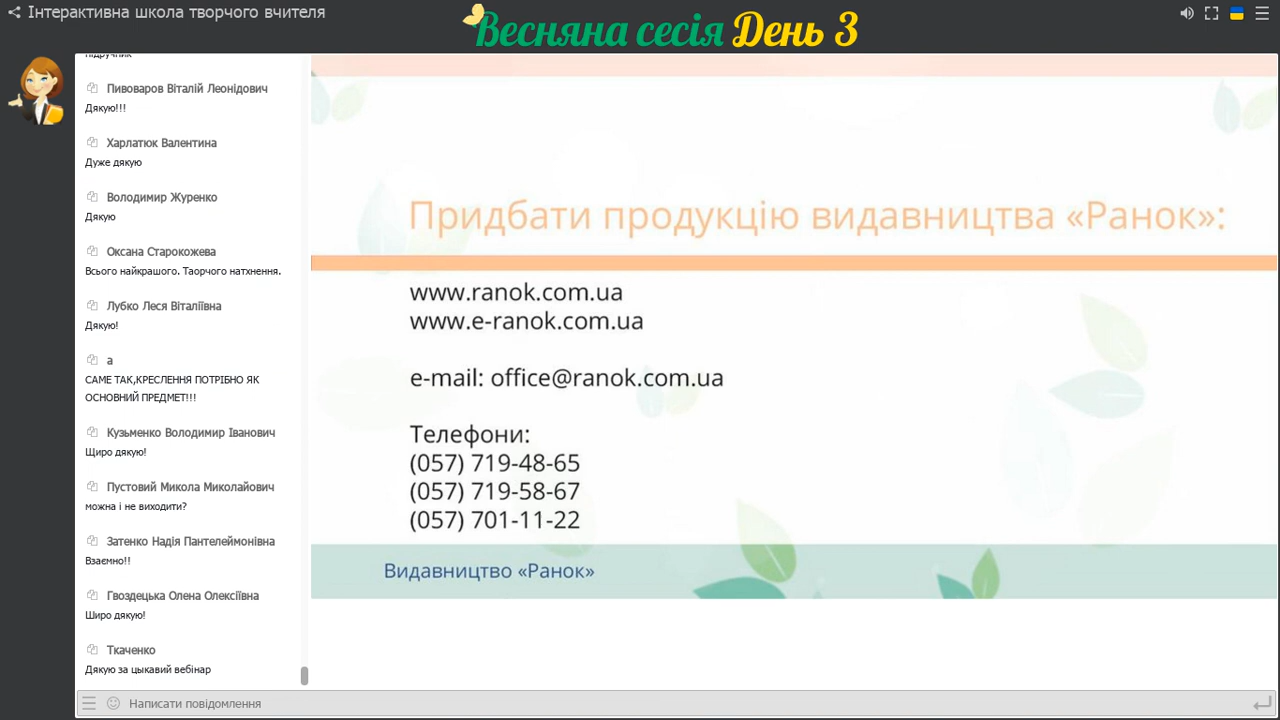 Інтерактивна школа творчого вчителя
Весняна сесія День 3
підручник
Пивоваров Віталій Леонідович
Дякую!!!
Харлатюк Валентина
Дуже дякую
Володимир Журенко
Дякую
Оксана Старокожева
Всього найкрашого. Таорчого натхнення.
Лубко Леся Віталіївна
Дякую!
а
САМЕ ТАК,КРЕСЛЕННЯ ПОТРІБНО ЯК
ОСНОВНИЙ ПРЕДМЕТ!!!
Кузьменко Володимир Іванович
Щиро дякую!
Пустовий Микола Миколайович
можна і не виходити?
Затенко Надія Пантелеймонівна
Взаємно!!
Гвоздецька Олена Олексіївна
Широ дякую!
Ткаченко
Дякую за цыкавий вебінар
Написати повідомлення
Придбати продукцію видавництва «Ранок»:
www.ranok.com.ua
www.e-ranok.com.ua
e-mail: office@ranok.com.ua
Телефони:
(057) 719-48-65
(057) 719-58-67
(057) 701-11-22
Видавництво «Ранок»